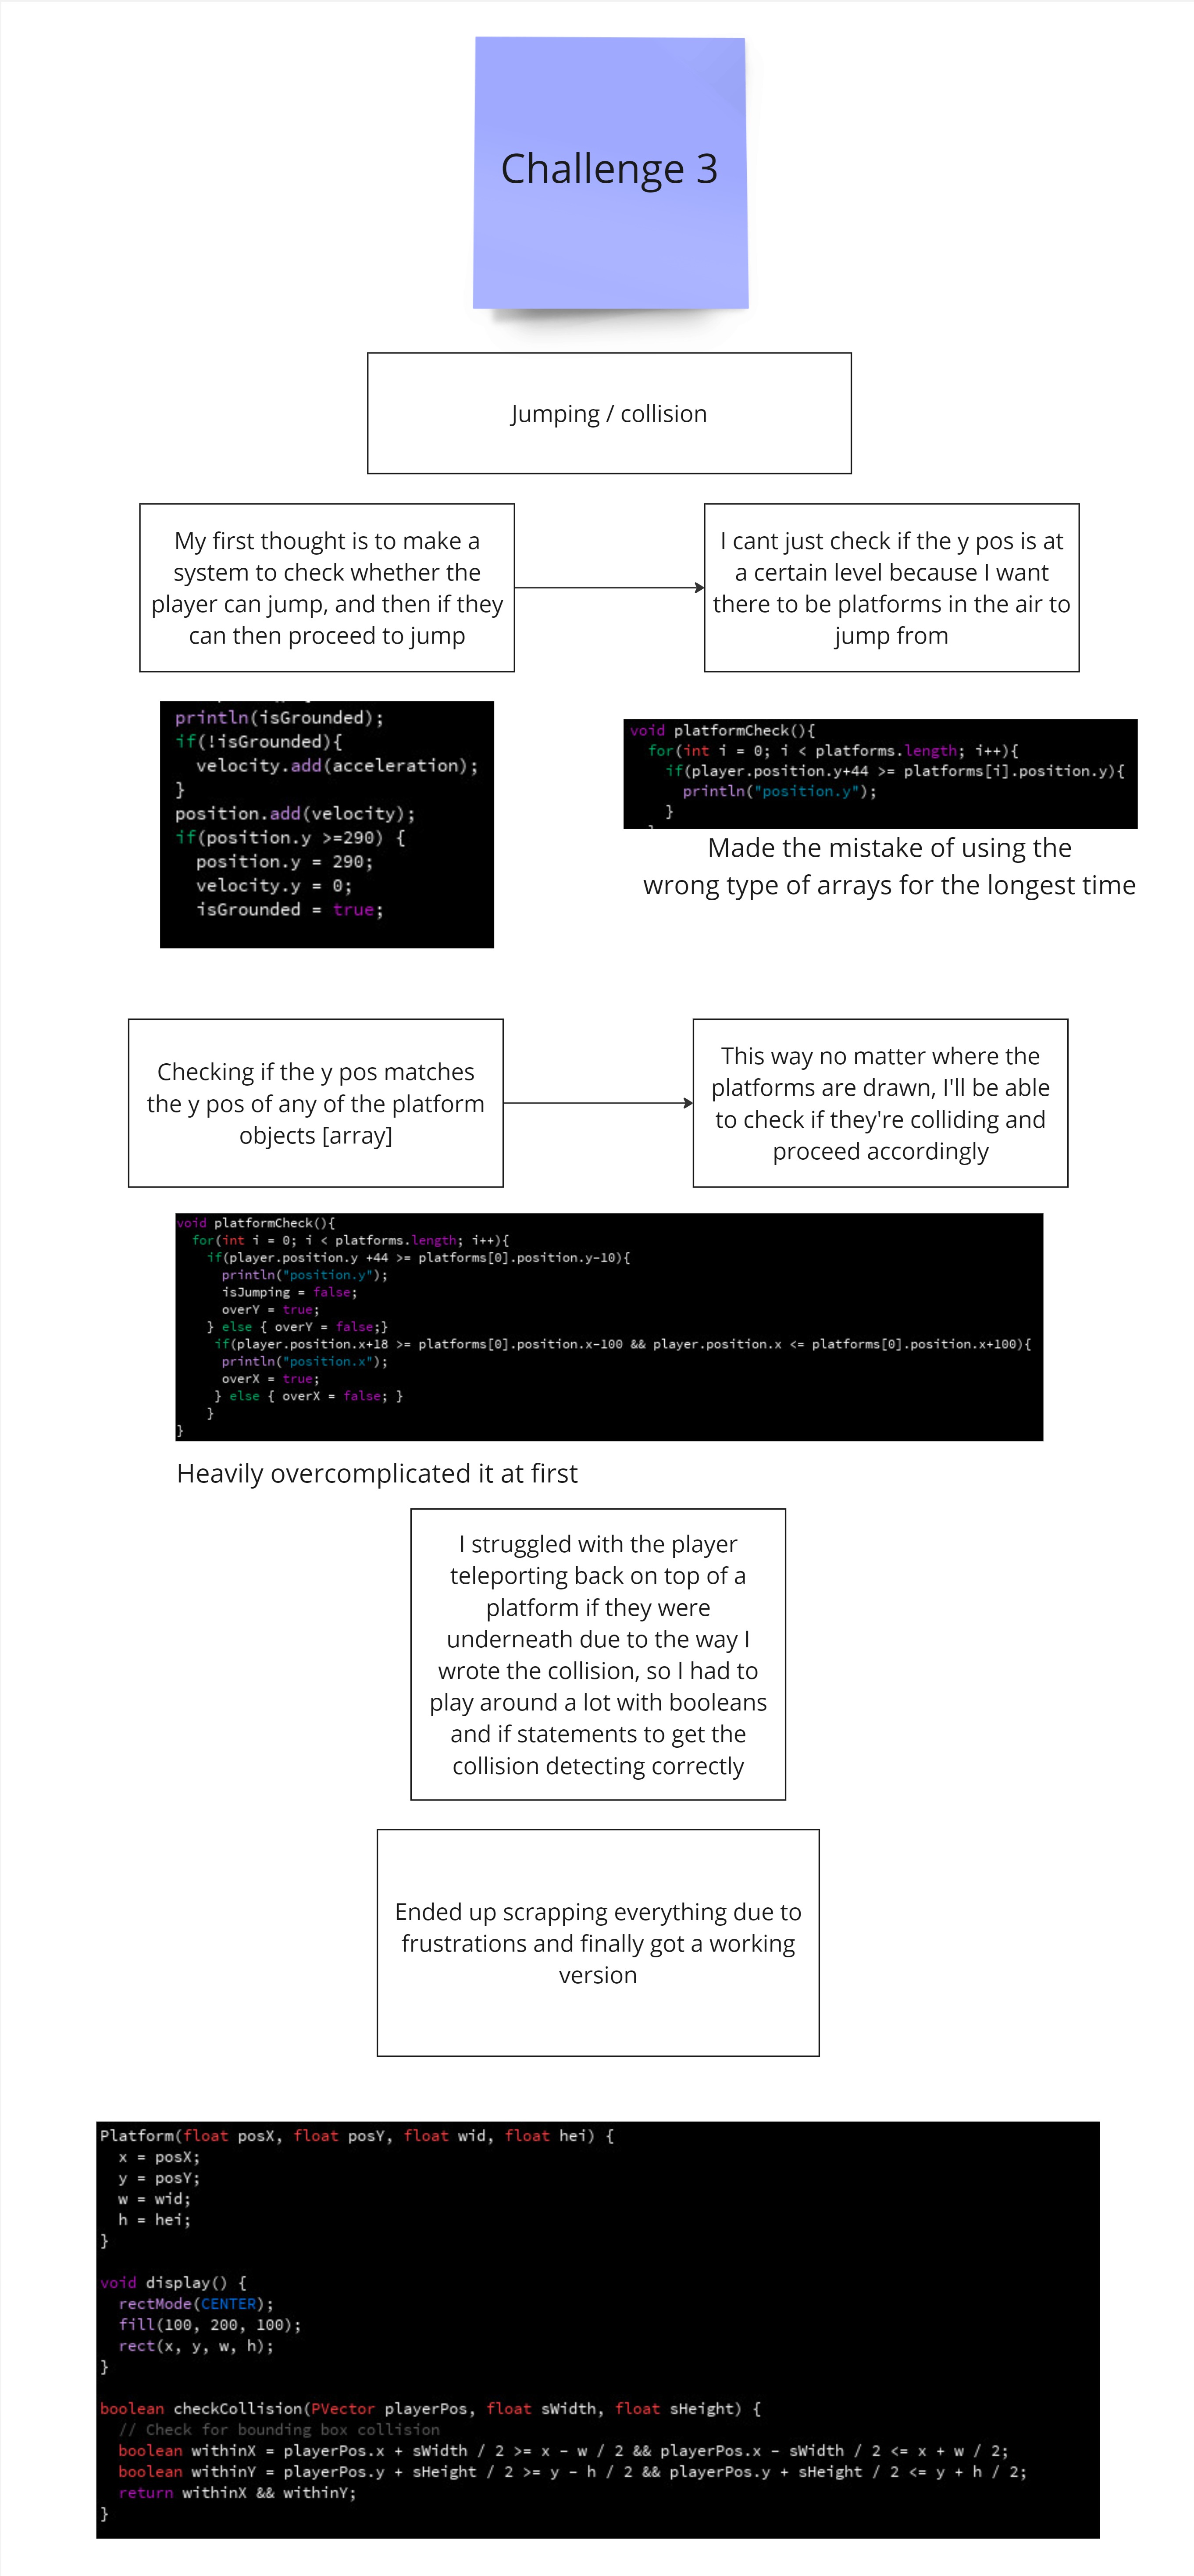 Challenge 3
Jumping / collision
My first thought is to make a
system to check whether the
player can jump, and then if they
can then proceed to jump
I cant just check if the y pos is at
a certain level because I want
there to be platforms in the air to
jump from
println(isGrounded);
if(!isGrounded){
  velocity.add(acceleration);
}
position.add(velocity);
if(position.y >=290) {
  position.y = 290;
  velocity.y = 0;
  isGrounded = true;
void platformCheck(){
  for(int i = 0; i < platforms.length; i++){
    if(player.position.y+44 >= platforms[i].position.y){
      println("position.y");
    }
Made the mistake of using the
wrong type of arrays for the longest time
Checking if the y pos matches
the y pos of any of the platform
objects [array]
This way no matter where the
platforms are drawn, I'll be able
to check if they're colliding and
proceed accordingly
void platformCheck(){
  for(int i = 0; i < platforms.length; i++){
    if(player.position.y +44 >= platforms[0].position.y-10){
      println("position.y");
      isJumping = false;
      overY = true;
    } else { overY = false;}
     if(player.position.x+18 >= platforms[0].position.x-100 && player.position.x <= platforms[0].position.x+100){
      println("position.x");
      overX = true;
     } else { overX = false; }
    }
}
Heavily overcomplicated it at first
I struggled with the player
teleporting back on top of a
platform if they were
underneath due to the way I
wrote the collision, so I had to
play around a lot with booleans
and if statements to get the
collision detecting correctly
Ended up scrapping everything due to
frustrations and finally got a working
version
Platform(float posX, float posY, float wid, float hei) {
  x = posX;
  y = posY;
  w = wid;
  h = hei;
}
void display() {
  rectMode(CENTER);
  fill(100, 200, 100);
  rect(x, y, w, h);
}
boolean checkCollision(PVector playerPos, float sWidth, float sHeight) {
  // Check for bounding box collision
  boolean withinX = playerPos.x + sWidth / 2 >= x - w / 2 && playerPos.x - sWidth / 2 <= x + w / 2;
  boolean withinY = playerPos.y + sHeight / 2 >= y - h / 2 && playerPos.y + sHeight / 2 <= y + h / 2;
  return withinX && withinY;
}